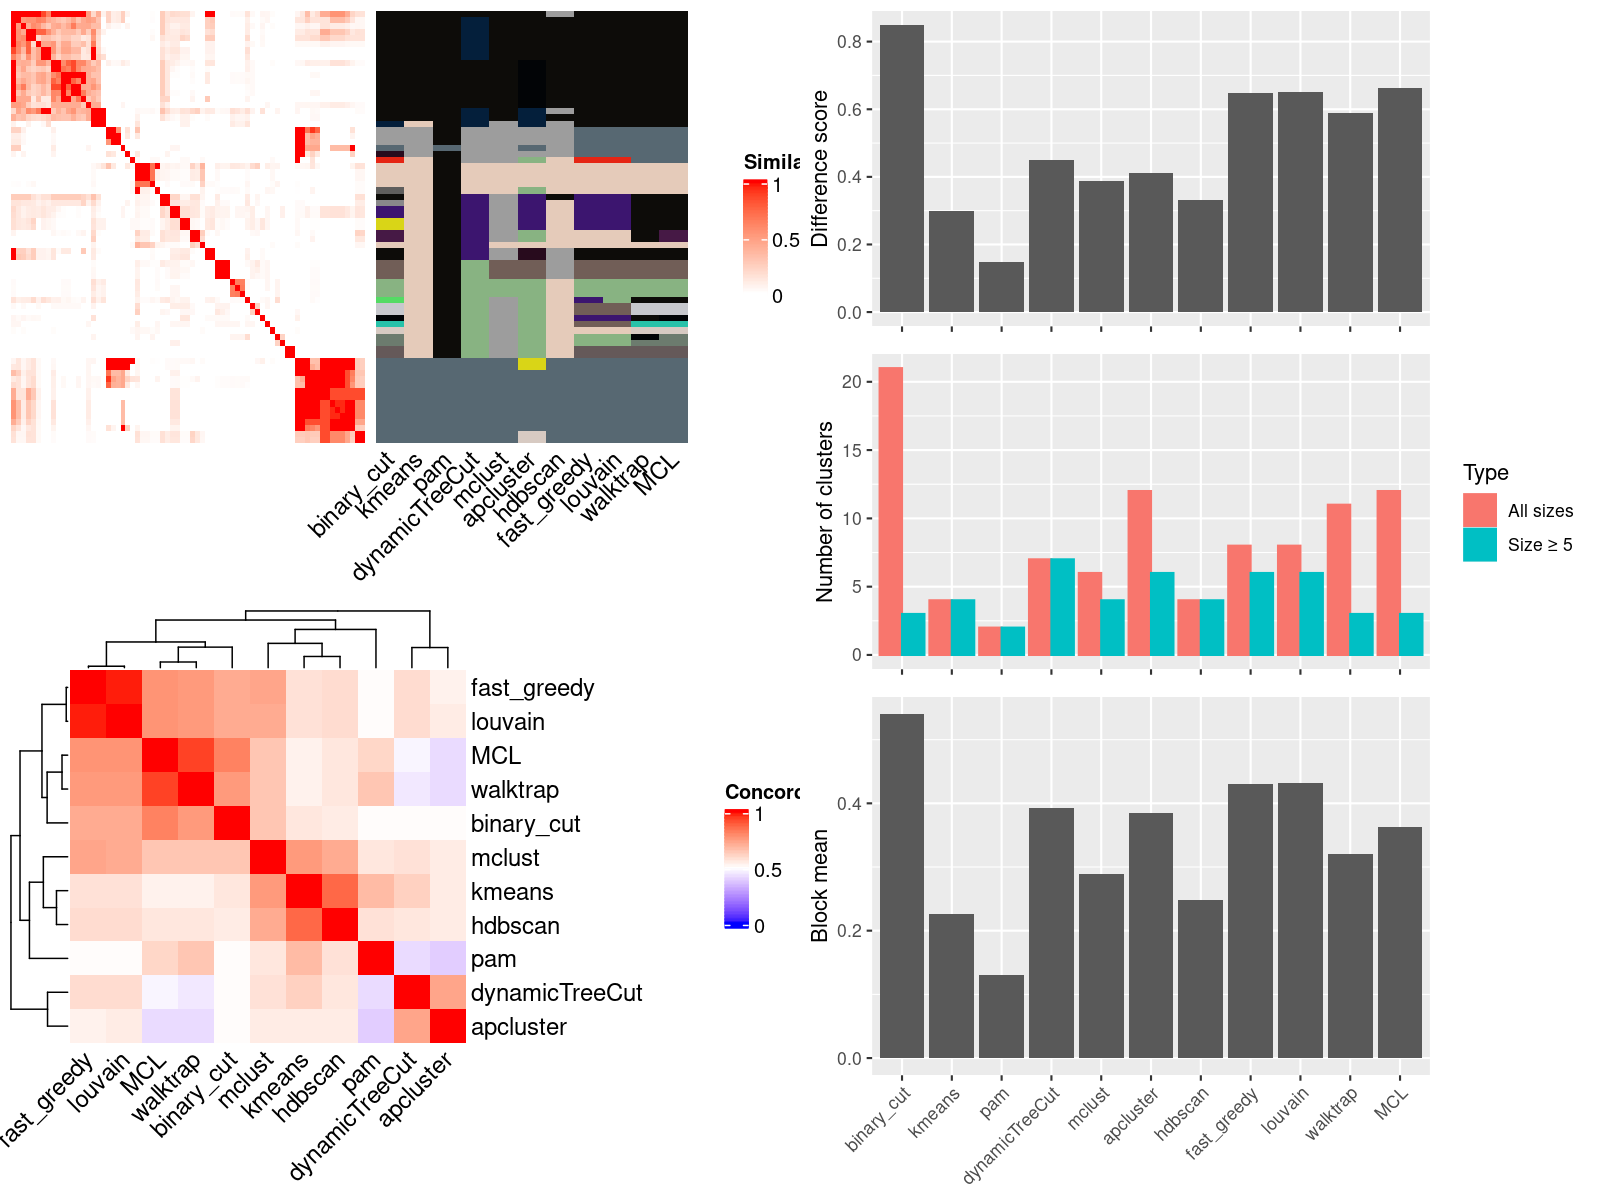 Simila
1
0.5
0
binary_cut
kmeans
pam
dynamicTreeCut
mclust
apcluster
hdbscan
fast_greedy
louvain
walktrap
MCL
fast_greedy
louvain
MCL
walktrap
binary_cut
mclust
kmeans
hdbscan
pam
dynamicTreeCut
apcluster
fast_greedy
louvain
MCL
walktrap
binary_cut
mclust
kmeans
hdbscan
pam
dynamicTreeCut
apcluster
Concord
1
0.5
0
Difference score
0.8
0.6
0.4
0.2
0.0
Number of clusters
20
15
10
5
0
Type
All sizes
Size ≥ 5
Block mean
0.4
0.2
0.0
binary_cut
kmeans
pam
dynamicTreeCut
mclust
apcluster
hdbscan
fast_greedy
louvain
walktrap
MCL